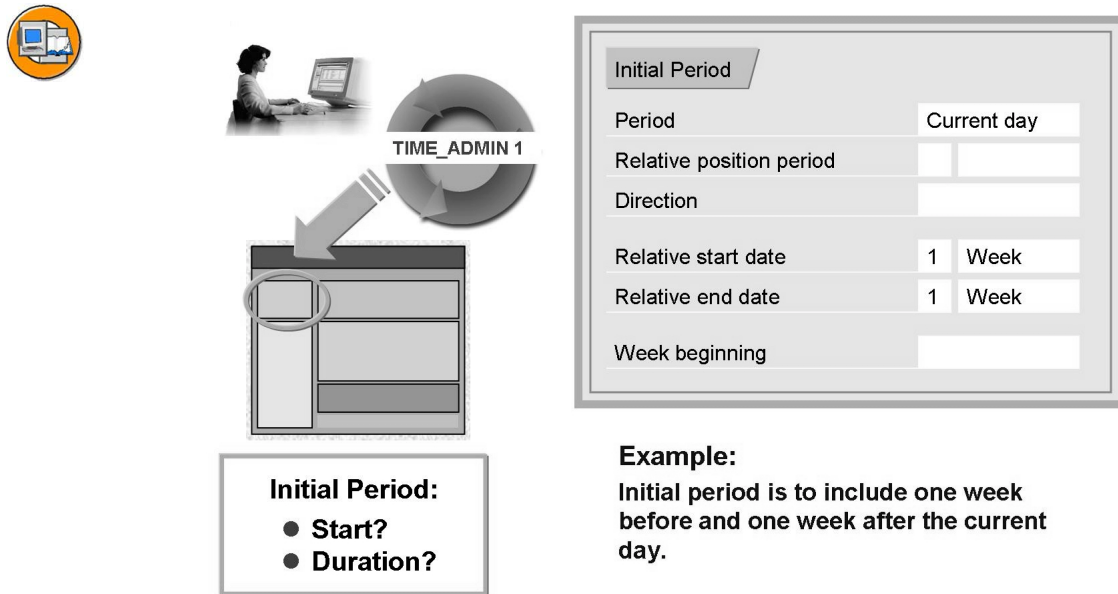 TIME_ADMIN 1
Initial Period:
Start?
Duration?
Initial Period
Period Current day
Relative position period
Direction
Relative start date 1 Week
Relative end date 1 Week
Week beginning
Example:
Initial period is to include one week
before and one week after the current
day.